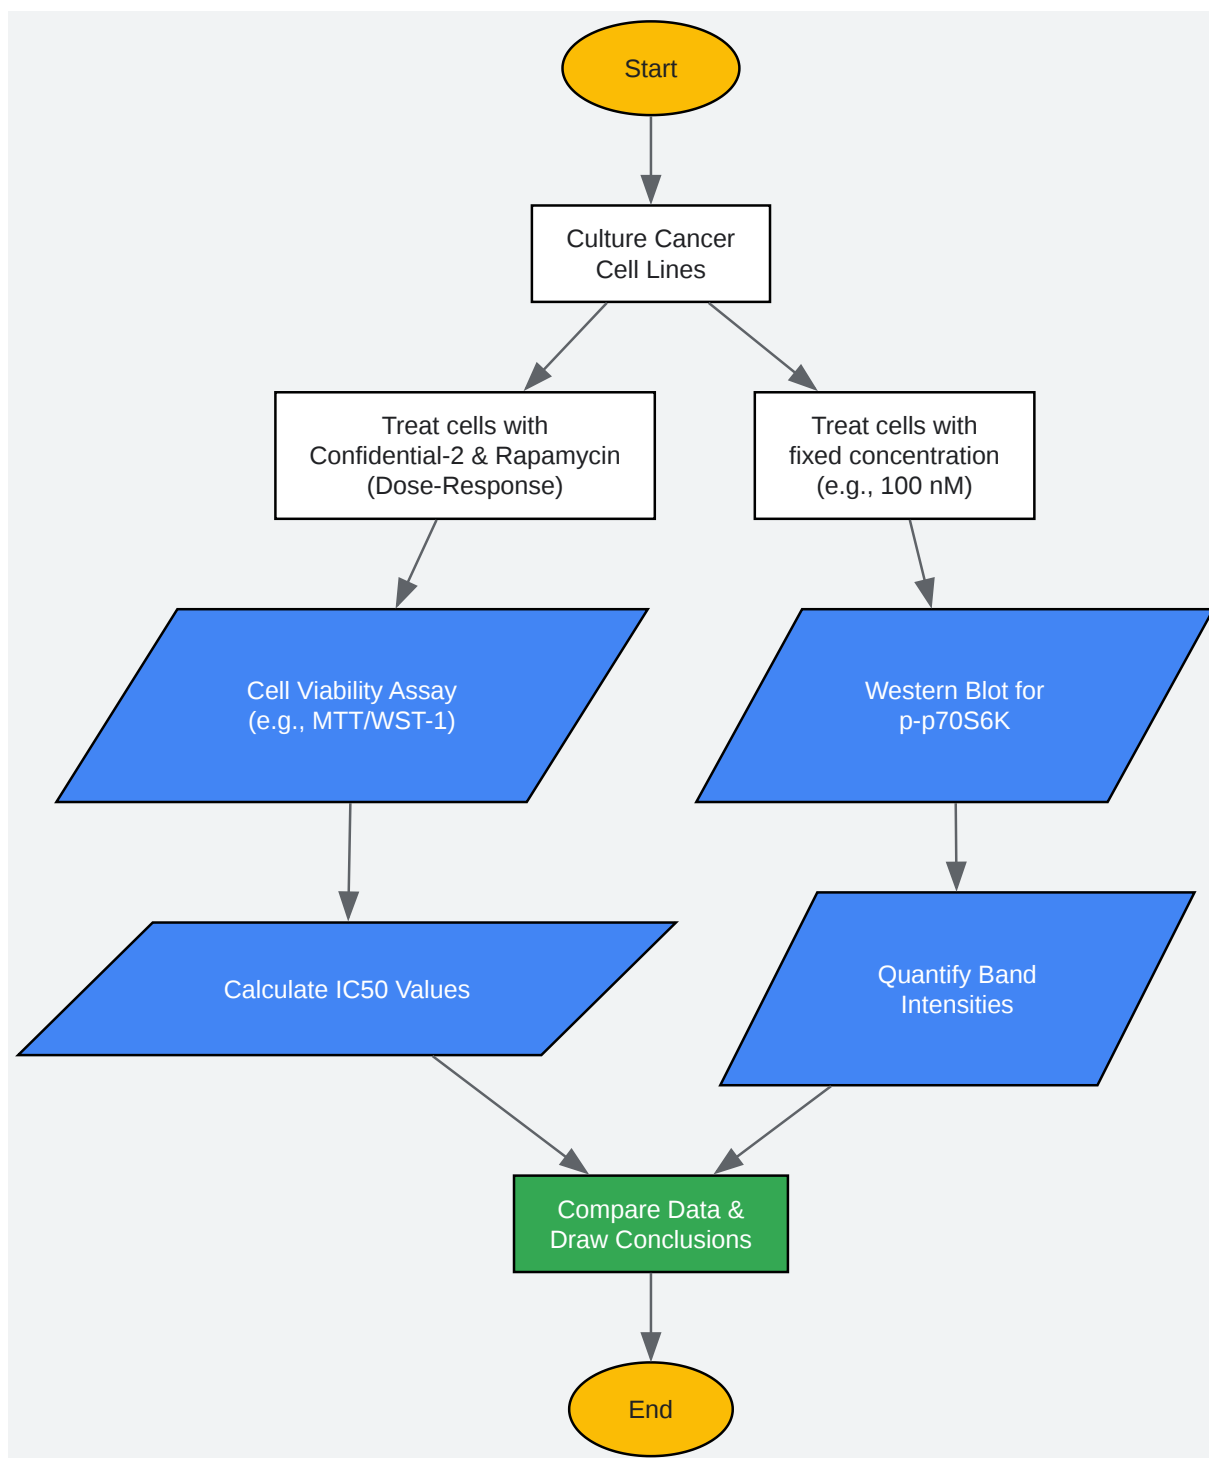 Start
Culture Cancer
Cell Lines
Treat cells with
Confidential-2 & Rapamycin
(Dose-Response)
Treat cells with
fixed concentration
(e.g., 100 nM)
Cell Viability Assay
(e.g., MTT/WST-1)
Western Blot for
p-p70S6K
Calculate IC50 Values
Quantify Band
Intensities
Compare Data &
Draw Conclusions
End